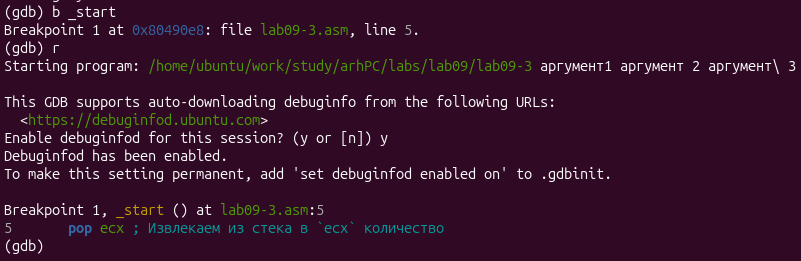 (gdb) b _start
Breakpoint 1 at 0x80490e8: file lab09-3.asm, line 5.
(gdb) r
Starting program: /home/ubuntu/work/study/arhPC/labs/lab09/lab09-3 аргумент1 аргумент 2 аргумент\ 3

This GDB supports auto-downloading debuginfo from the following URLs:
  <https://debuginfod.ubuntu.com>
Enable debuginfod for this session? (y or [n]) y
Debuginfod has been enabled.
To make this setting permanent, add 'set debuginfod enabled on' to .gdbinit.

Breakpoint 1, _start () at lab09-3.asm:5
5       pop ecx ; Извлекаем из стека в `ecx` количество
(gdb)